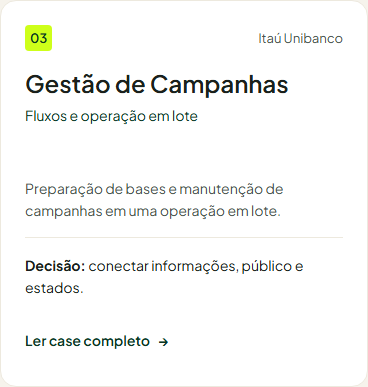 03
Itaú Unibanco
Gestão de Campanhas
Fluxos e operação em lote
Preparação de bases e manutenção de
campanhas em uma operação em lote.
Decisão: conectar informações, público e
estados.
Ler case completo →